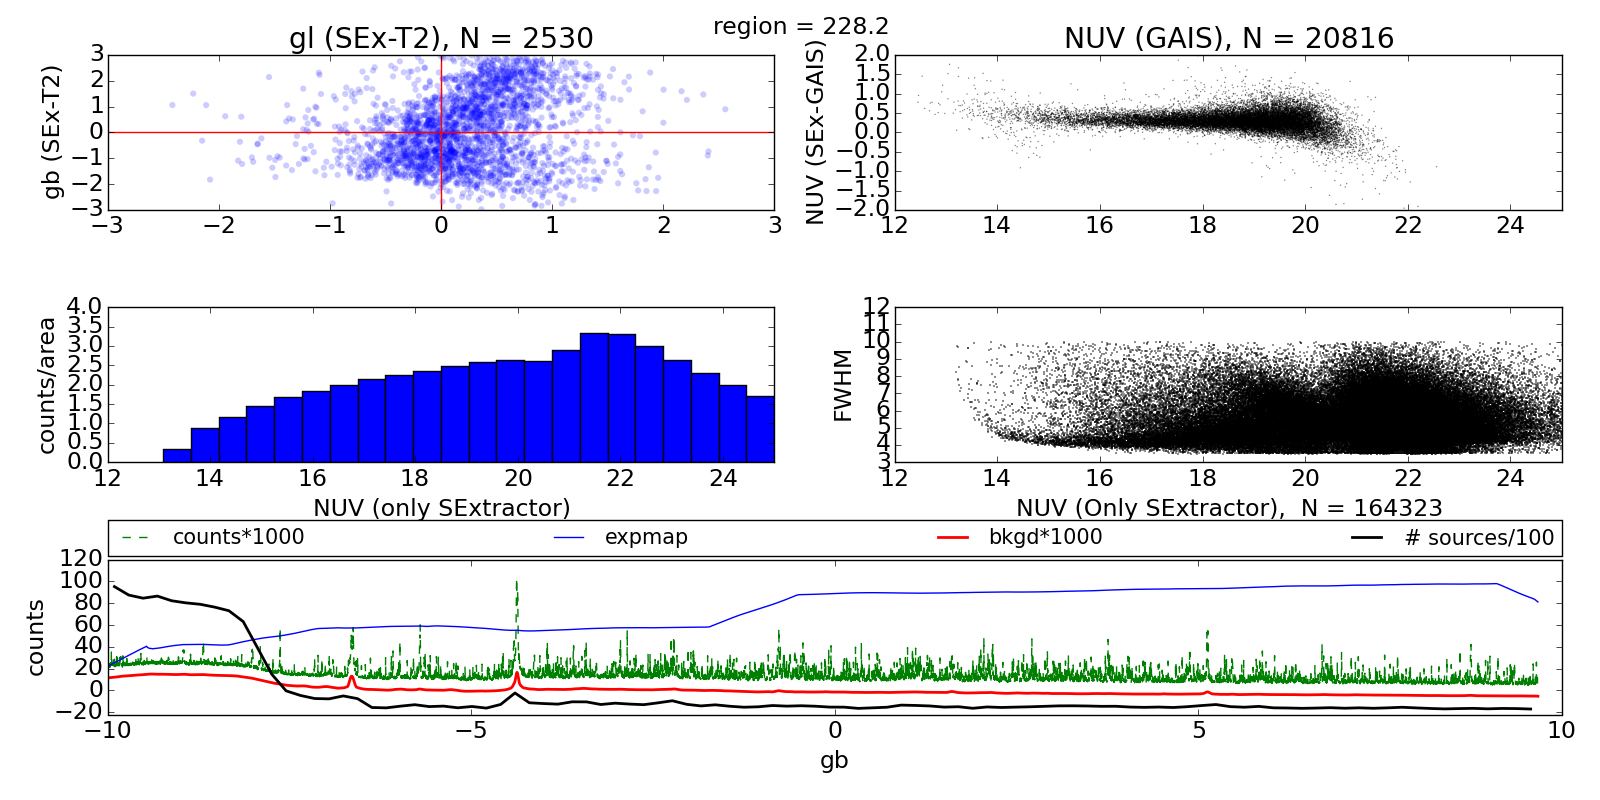 region = 228.2
gl (SEx-T2), N = 2530
NUV (GAIS), N = 20816
gb (SEx-T2)
3
2
1
0
−1
−2
−3
−3 −2 −1 0 1 2 3
NUV (SEx-GAIS)
2.0
1.5
1.0
0.5
0.0
−0.5
−1.0
−1.5
−2.0
12 14 16 18 20 22 24
counts/area
4.0
3.5
3.0
2.5
2.0
1.5
1.0
0.5
0.0
12 14 16 18 20 22 24
NUV (only SExtractor)
FWHM
12
11
10
9
8
7
6
5
4
3
12 14 16 18 20 22 24
NUV (Only SExtractor), N = 164323
counts*1000 expmap bkgd*1000 # sources/100
counts
120
100
80
60
40
20
0
−20
−10 −5 0 5 10
gb